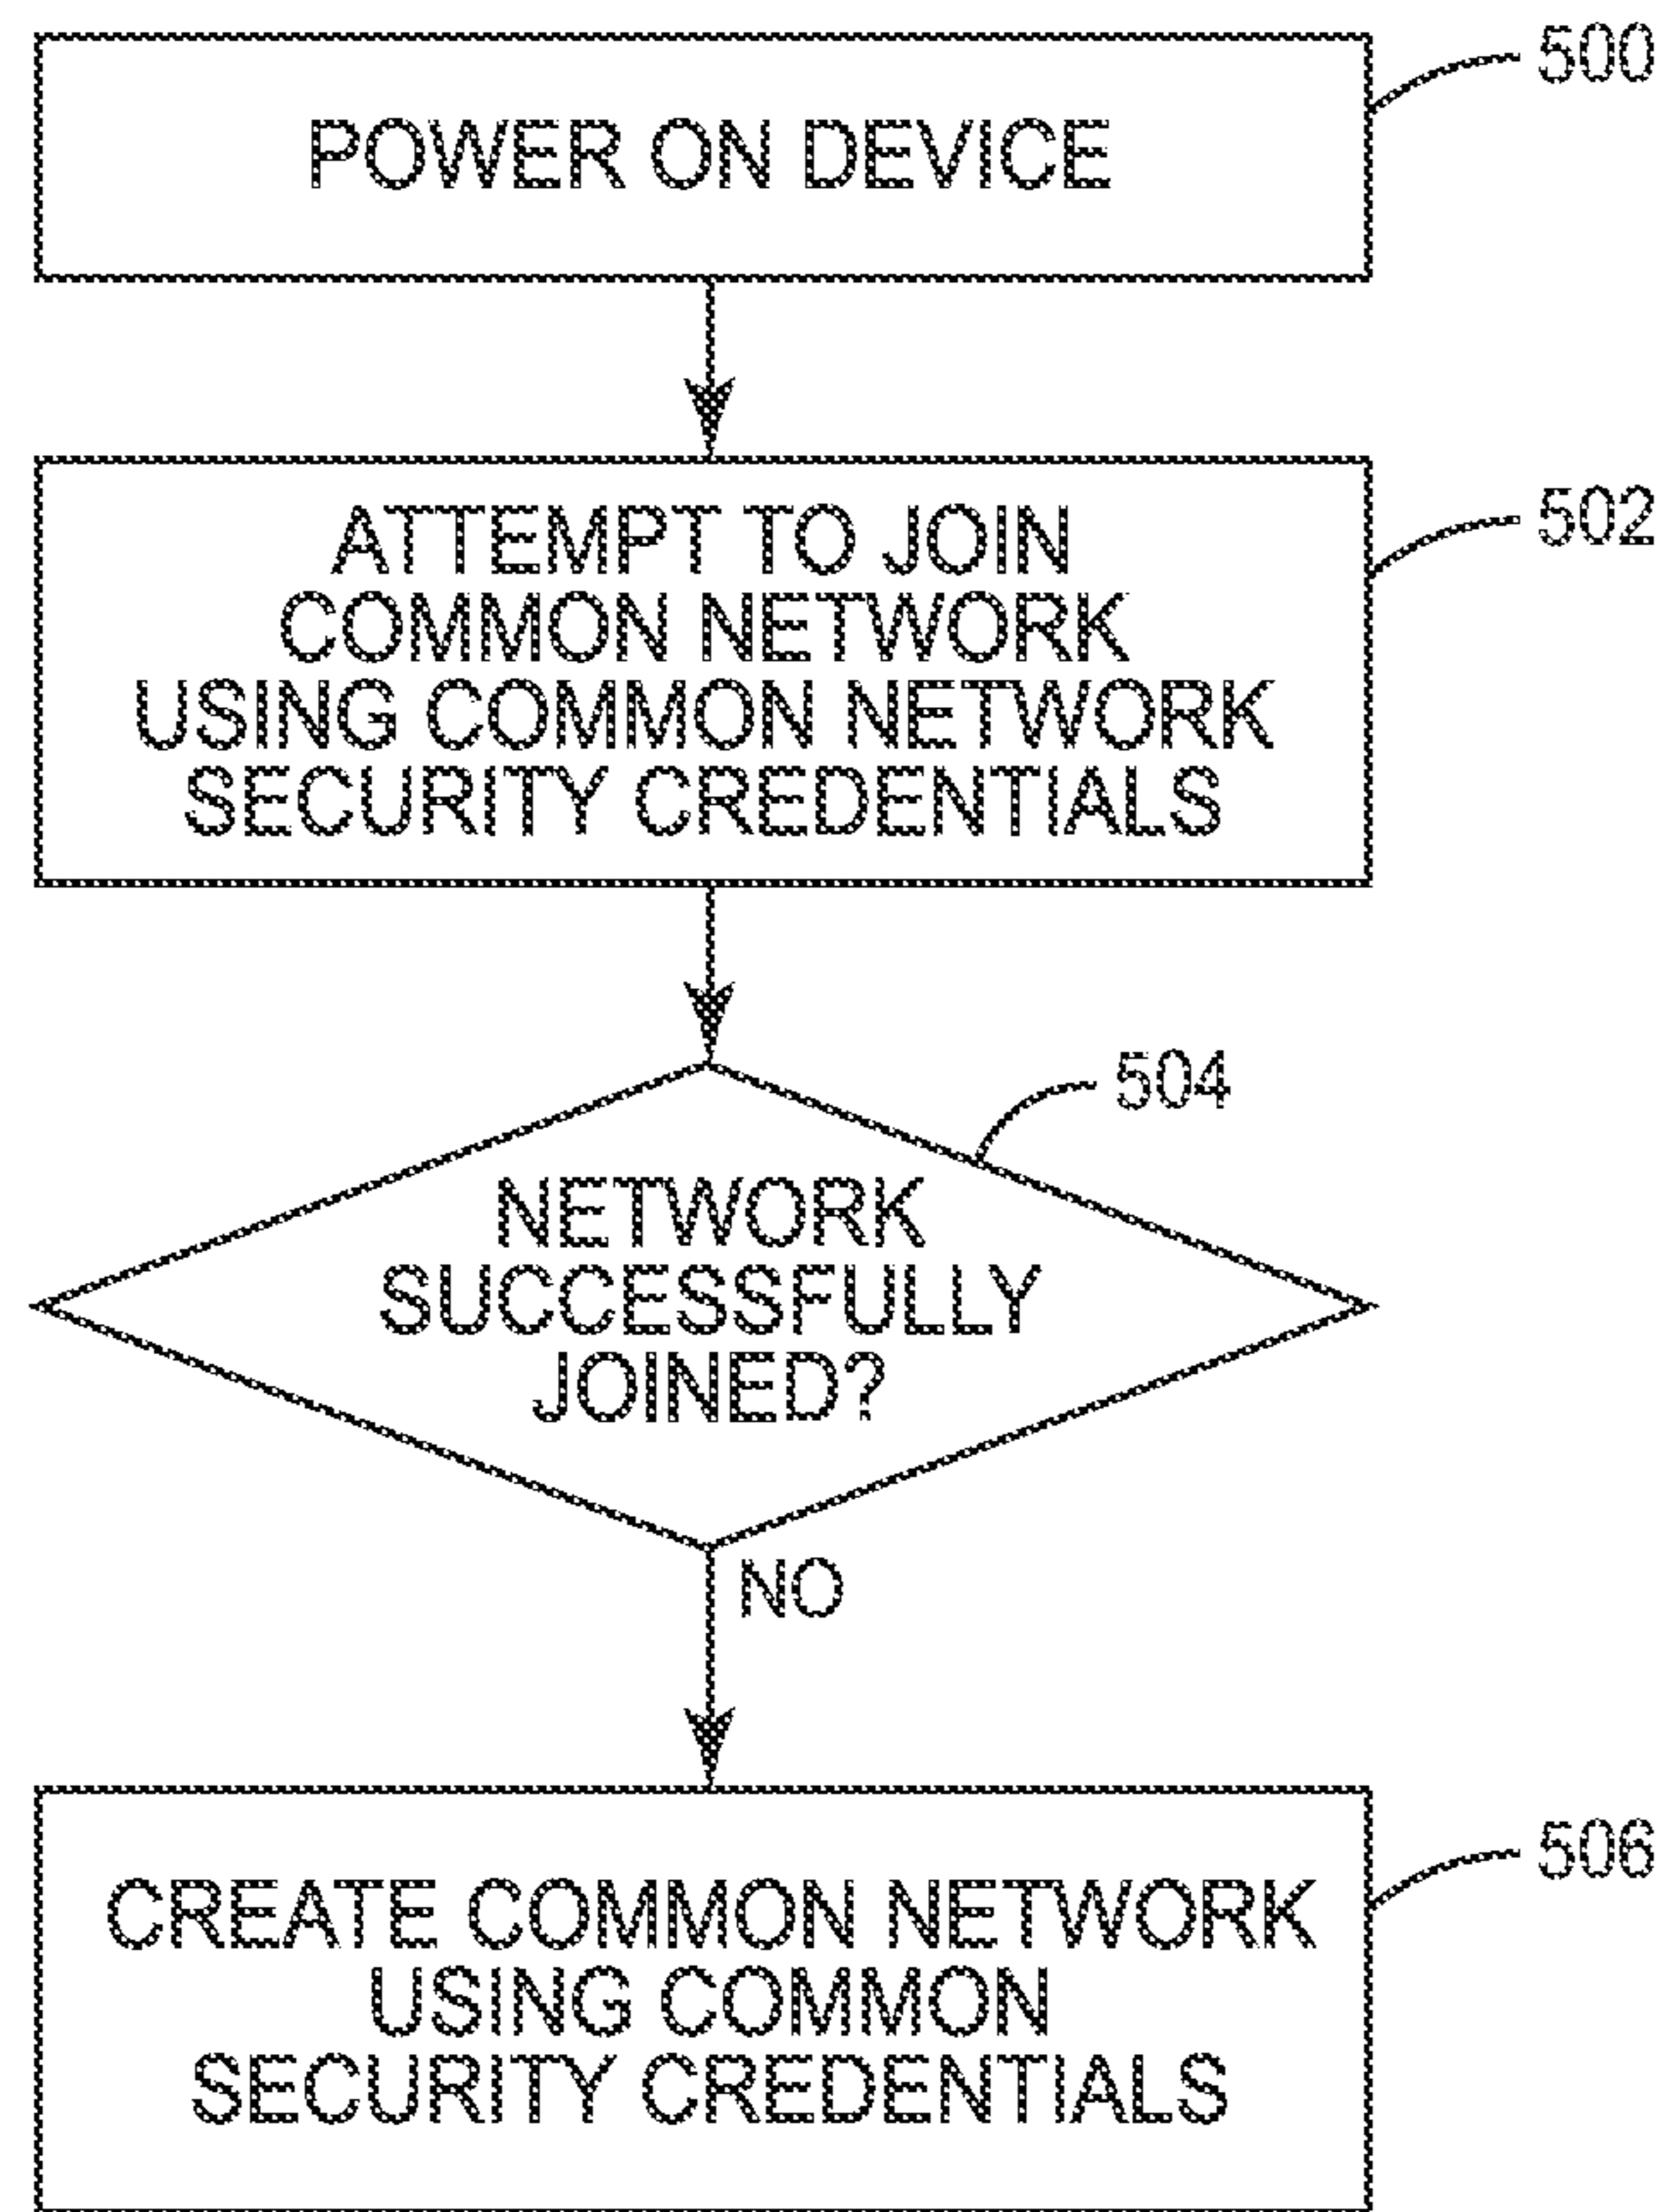 POWER ON DEVICE
500
ATTEMPT TO JOIN
COMMON NETWORK
USING COMMON NETWORK
SECURITY CREDENTIALS
502
504
NETWORK
SUCCESSFULLY
JOINED?
NO
CREATE COMMON NETWORK
USING COMMON
SECURITY CREDENTIALS
506